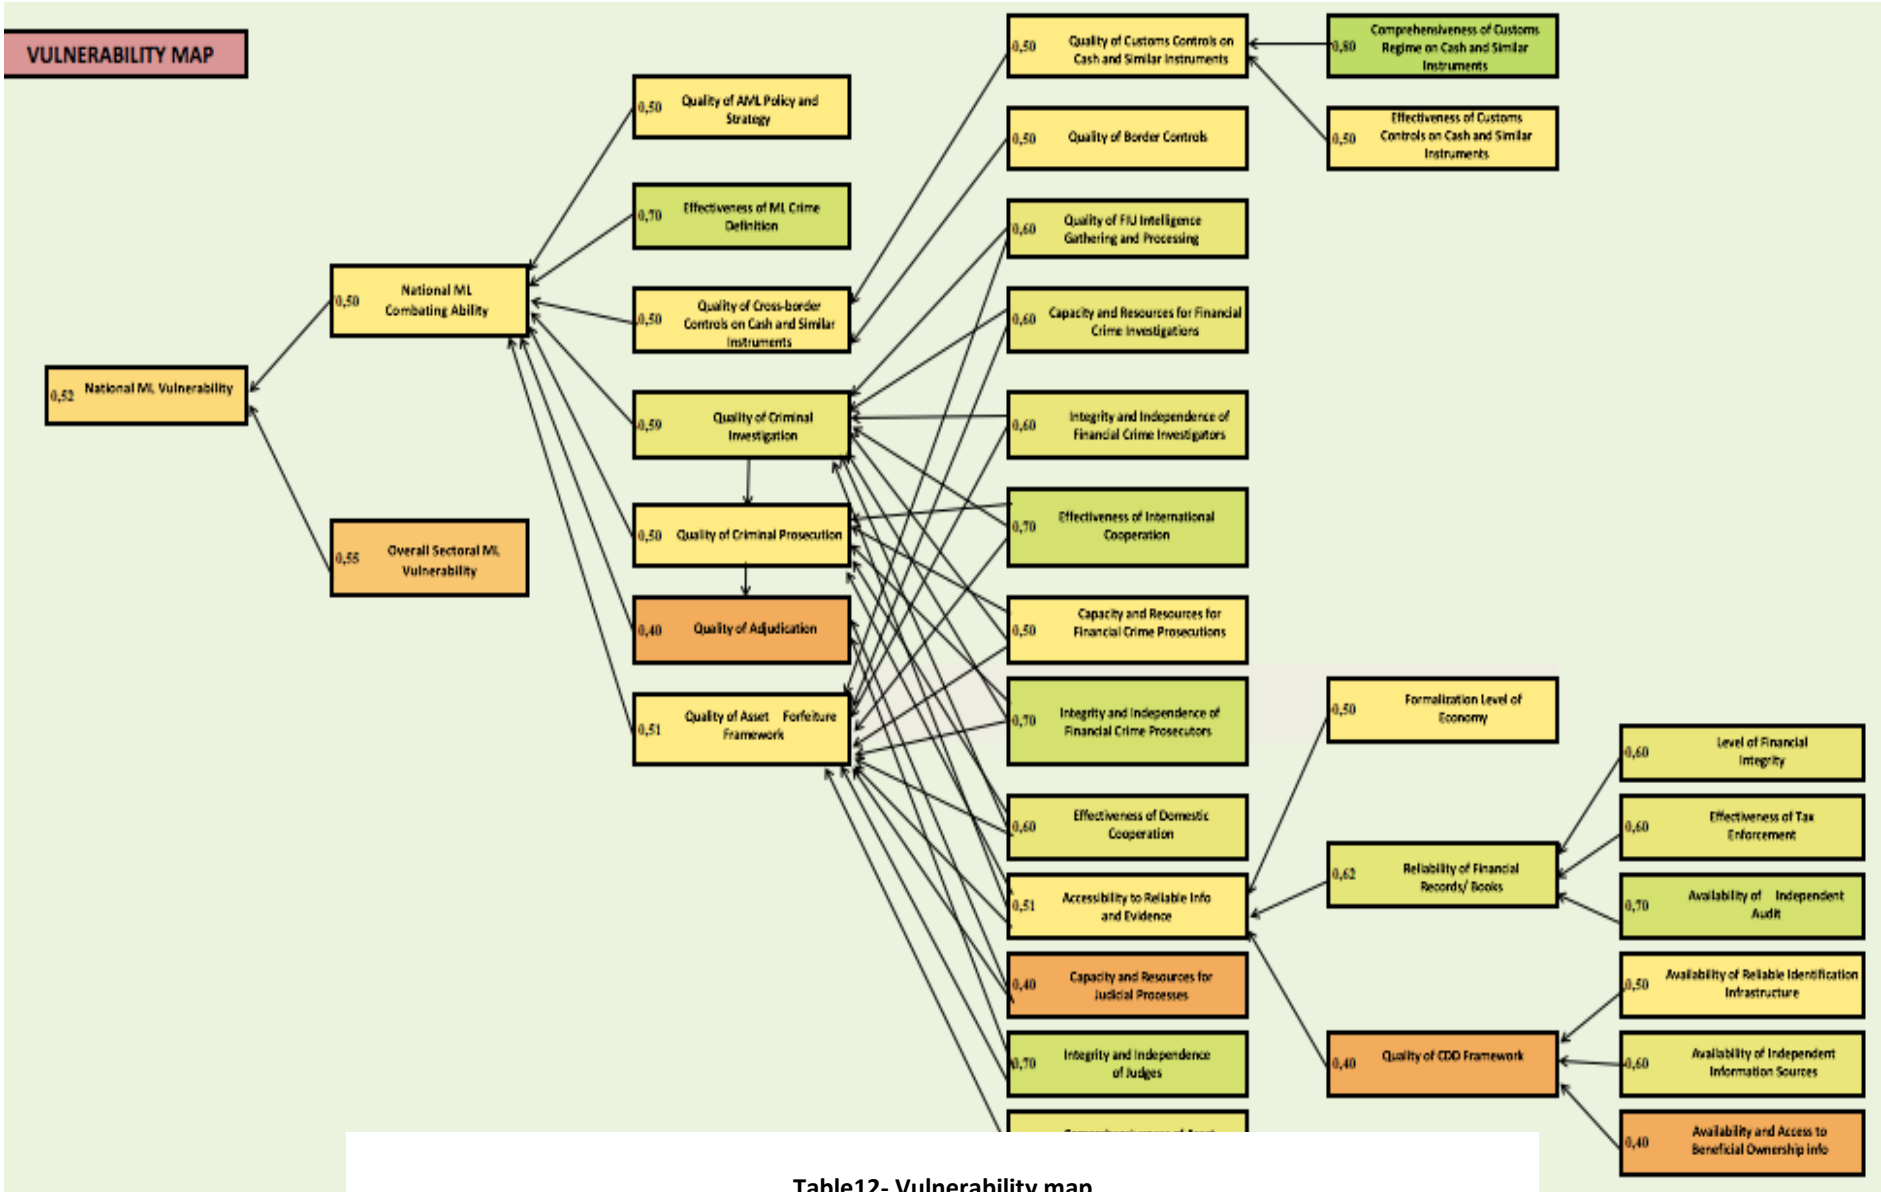 VULNERABILITY MAP
0,52
National ML Vulnerability
0,50
National ML
Combating Ability
0,55
Overall Sectoral ML
Vulnerability
0,50
Quality of AML Policy and
Strategy
0,70
Effectiveness of ML Crime
Definition
0,50
Quality of Cross-border
Controls on Cash and Similar
Instruments
0,59
Quality of Criminal
Investigation
0,50
Quality of Criminal Prosecution
0,40
Quality of Adjudication
0,51
Quality of Asset Forfeiture
Framework
0,50
Quality of Customs Controls on
Cash and Similar Instruments
0,50
Quality of Border Controls
0,60
Quality of FIU Intelligence
Gathering and Processing
0,60
Capacity and Resources for Financial
Crime Investigations
0,60
Integrity and Independence of
Financial Crime Investigators
0,70
Effectiveness of International
Cooperation
0,50
Capacity and Resources for
Financial Crime Prosecutions
0,70
Integrity and Independence of
Financial Crime Prosecutors
0,60
Effectiveness of Domestic
Cooperation
0,51
Accessibility to Reliable Info
and Evidence
0,40
Capacity and Resources for
Judicial Processes
0,70
Integrity and Independence
of Judges
0,80
Comprehensiveness of Customs
Regime on Cash and Similar
Instruments
0,50
Effectiveness of Customs
Controls on Cash and Similar
Instruments
0,50
Formalization Level of
Economy
0,62
Reliability of Financial
Records/ Books
0,40
Quality of CDD Framework
0,60
Level of Financial
Integrity
0,60
Effectiveness of Tax
Enforcement
0,70
Availability of Independent
Audit
0,50
Availability of Reliable Identification
Infrastructure
0,60
Availability of Independent
Information Sources
0,40
Availability and Access to
Beneficial Ownership info
Table12- Vulnerability map